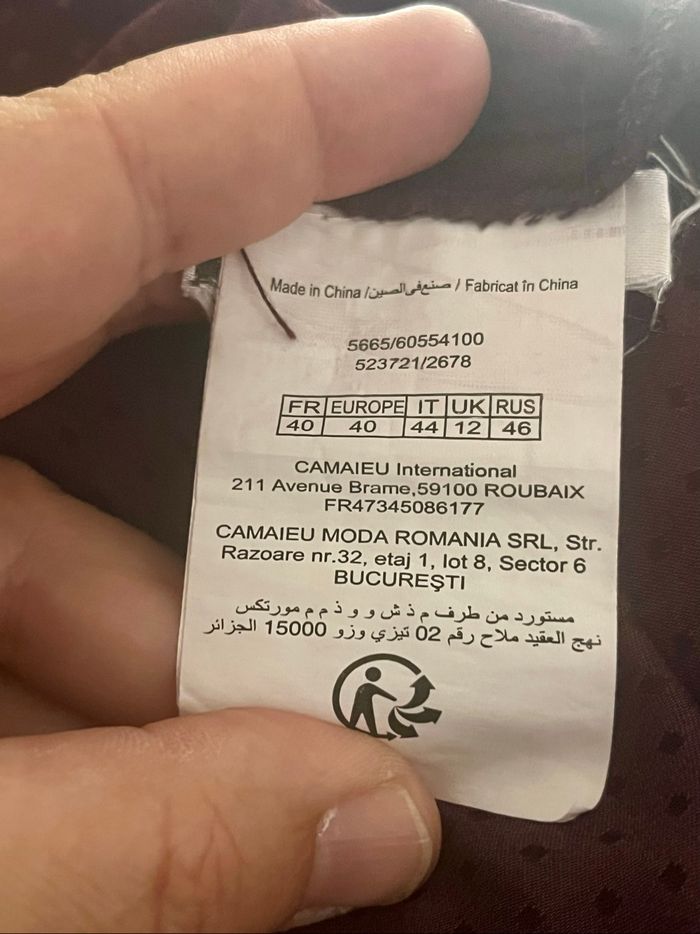 Made in China /صنع في الصين / Fabricat în China
5665/60554100
523721/2678
FR EUROPE IT UK RUS
40 40 44 12 46
CAMAIEU International
211 Avenue Brame,59100 ROUBAIX
FR47345086177
CAMAIEU MODA ROMANIA SRL, Str.
Razoare nr.32, etaj 1, lot 8, Sector 6
BUCUREŞTI
مستورد من طرف م ذ ش و و ذ م م مورتكس
نهج العقيد ملاح رقم 02 تيزي وزو 15000 الجزائر